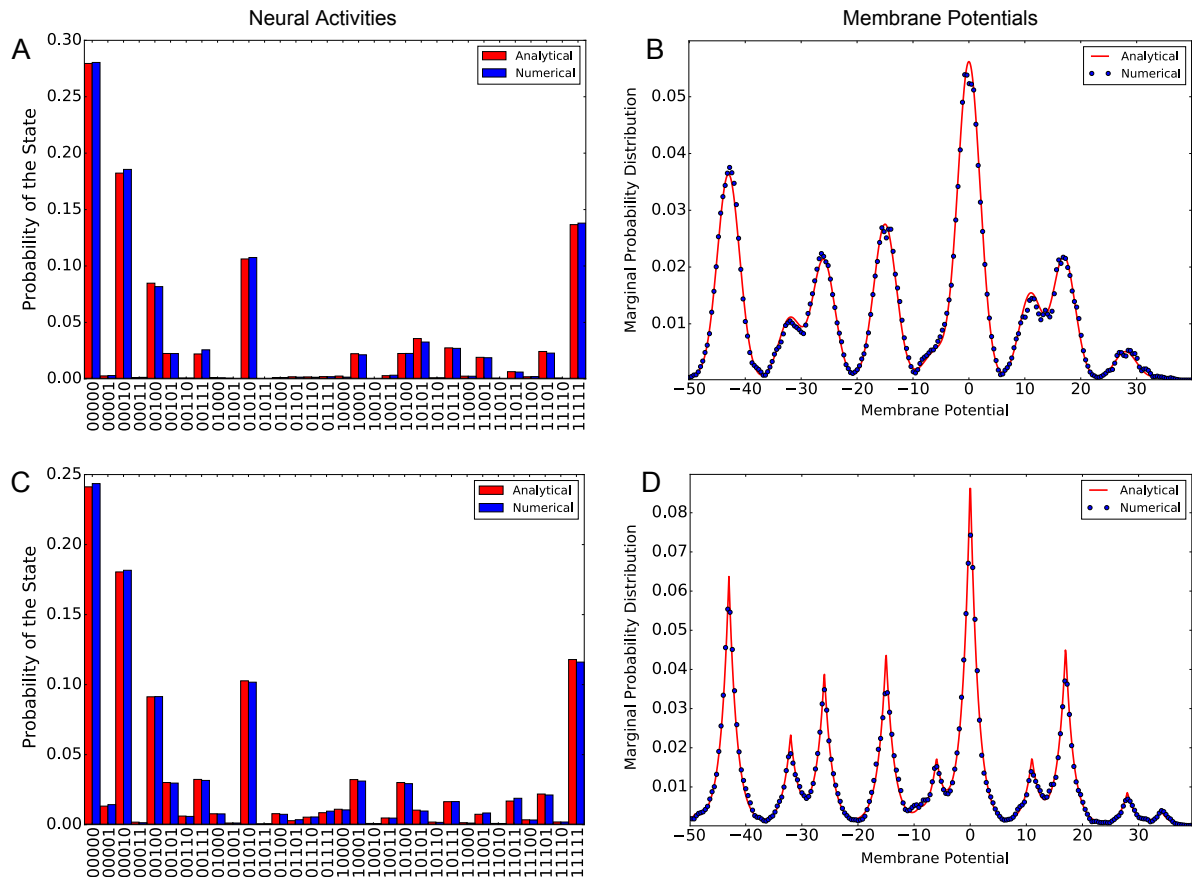 Neural Activities
Membrane Potentials
A
0.30
0.25
0.20
0.15
0.10
0.05
0.00
Probability of the State
Analytical
Numerical
00000 00001 00010 00011 00100 00101 00110 00111 01000 01001 01010 01011 01100 01101 01110 01111 10000 10001 10010 10011 10100 10101 10110 10111 11000 11001 11010 11011 11100 11101 11110 11111
B
0.05
0.04
0.03
0.02
0.01
Marginal Probability Distribution
Analytical
Numerical
−50 −40 −30 −20 −10 0 10 20 30
Membrane Potential
C
0.25
0.20
0.15
0.10
0.05
0.00
Probability of the State
Analytical
Numerical
00000 00001 00010 00011 00100 00101 00110 00111 01000 01001 01010 01011 01100 01101 01110 01111 10000 10001 10010 10011 10100 10101 10110 10111 11000 11001 11010 11011 11100 11101 11110 11111
D
0.08
0.07
0.06
0.05
0.04
0.03
0.02
0.01
Marginal Probability Distribution
Analytical
Numerical
−50 −40 −30 −20 −10 0 10 20 30
Membrane Potential